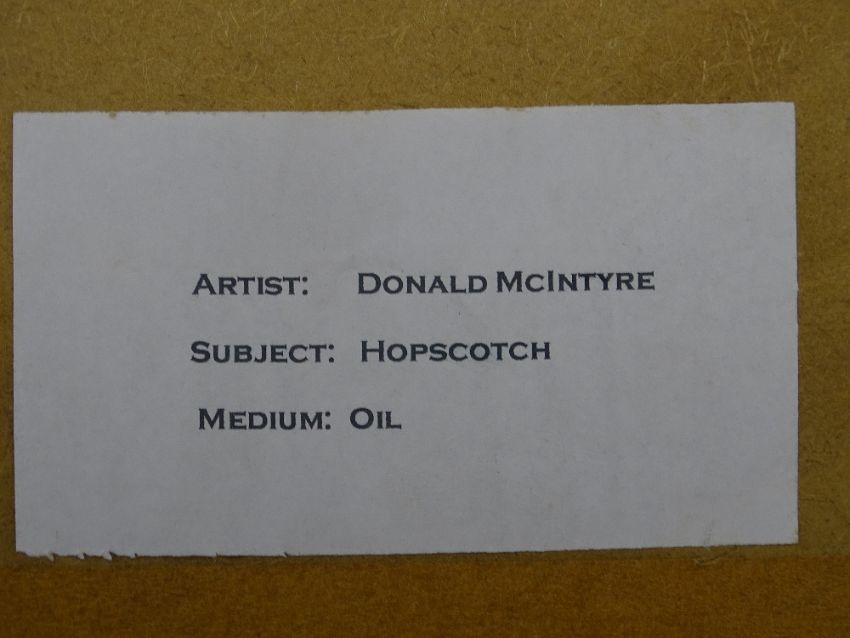 Artist: Donald McIntyre
Subject: Hopscotch
Medium: Oil